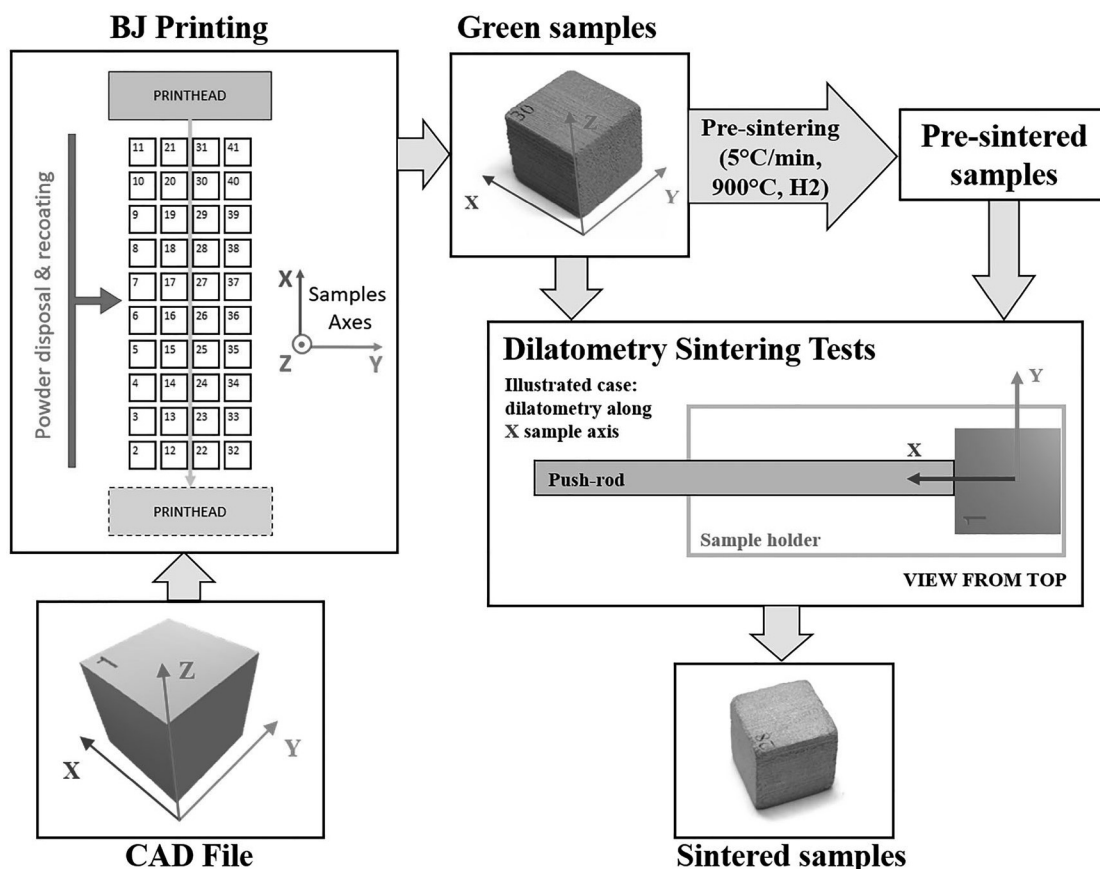 BJ Printing
PRINTHEAD
11 21 31 41
10 20 30 40
9 19 29 39
8 18 28 38
7 17 27 37
6 16 26 36
5 15 25 35
4 14 24 34
3 13 23 33
2 12 22 32
PRINTHEAD
Powder disposal & recoating
X
Samples
Axes
Z
Y
Green samples
30
Z
X
Y
Pre-sintering
(5°C/min,
900°C, H2)
Pre-sintered
samples
Dilatometry Sintering Tests
Illustrated case:
dilatometry along
X sample axis
Y
X
Push-rod
1
Sample holder
VIEW FROM TOP
1
Z
X
Y
CAD File
28
Sintered samples